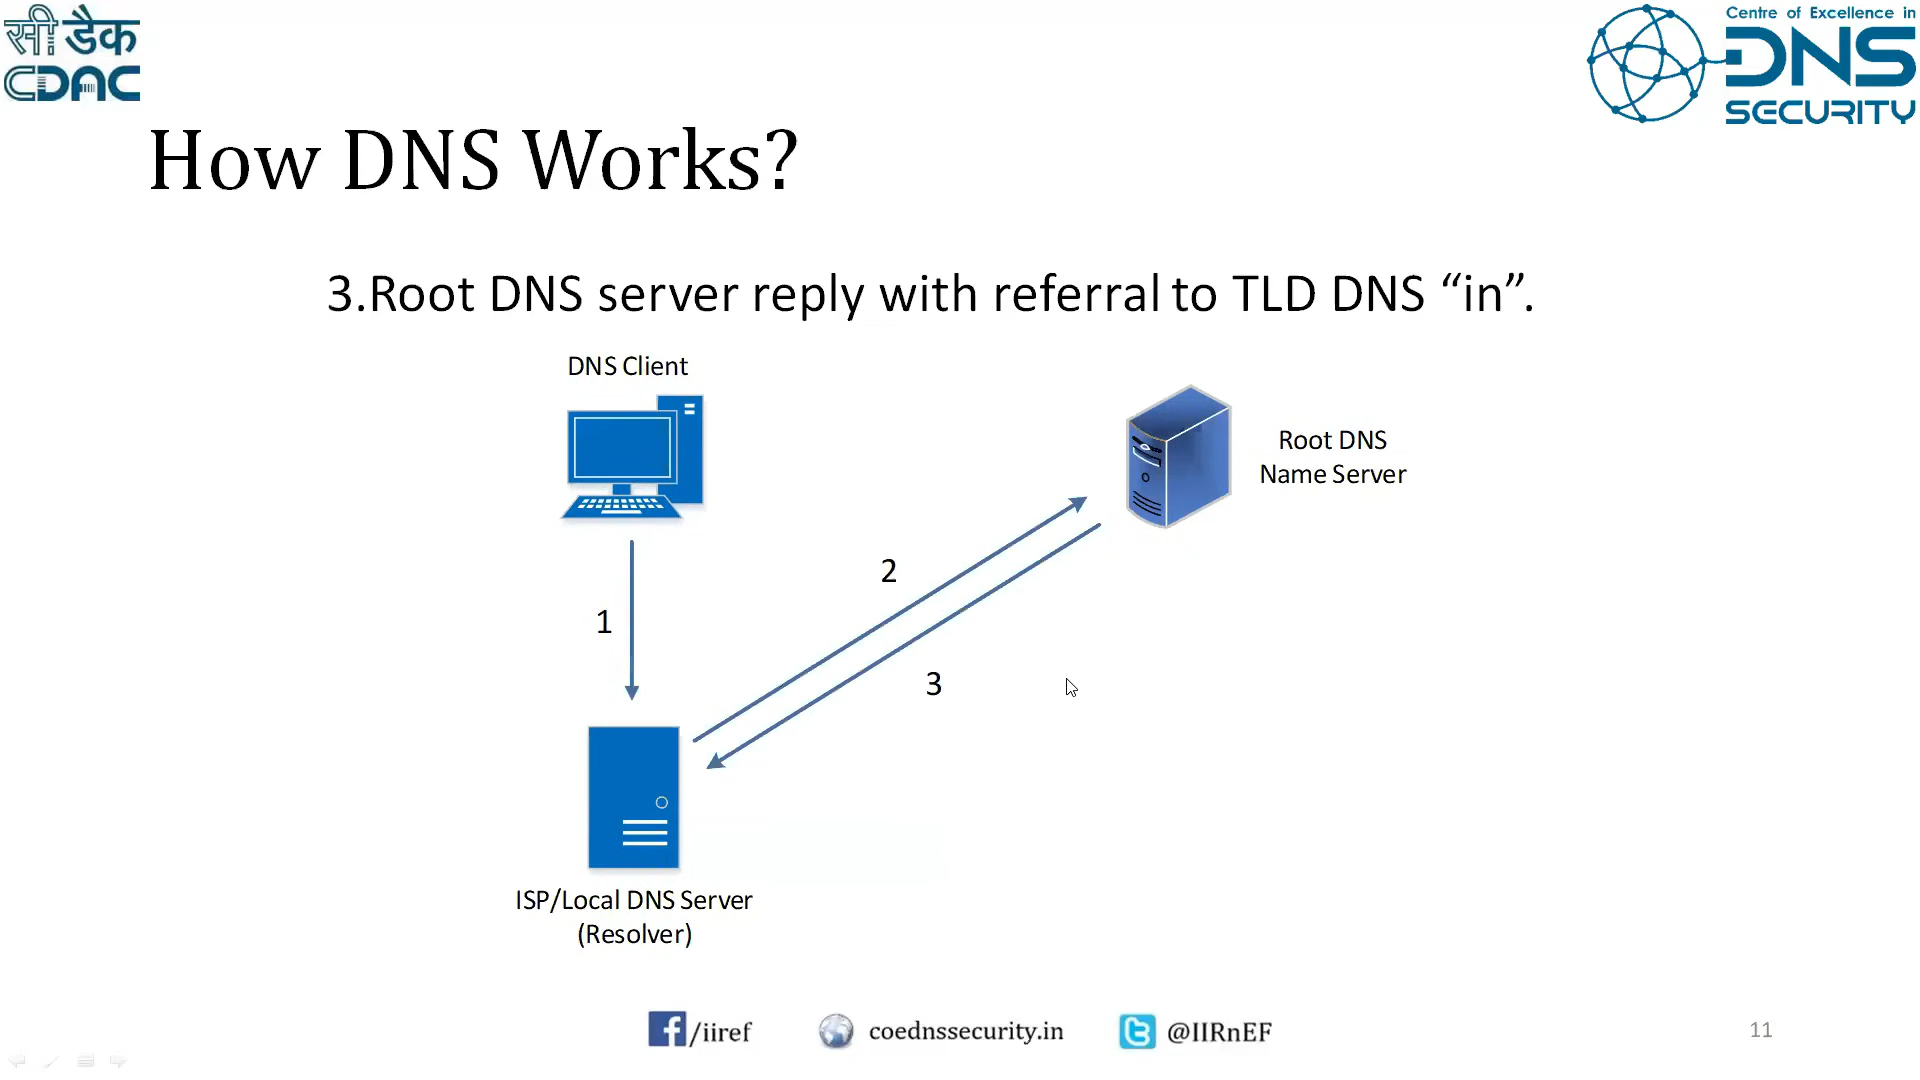 सी डैक
CDAC
Centre of Excellence in
DNS
SECURITY
How DNS Works?
3.Root DNS server reply with referral to TLD DNS “in”.
DNS Client
Root DNS
Name Server
2
1
3
ISP/Local DNS Server
(Resolver)
/iiref
coednssecurity.in
@IIRnEF
11